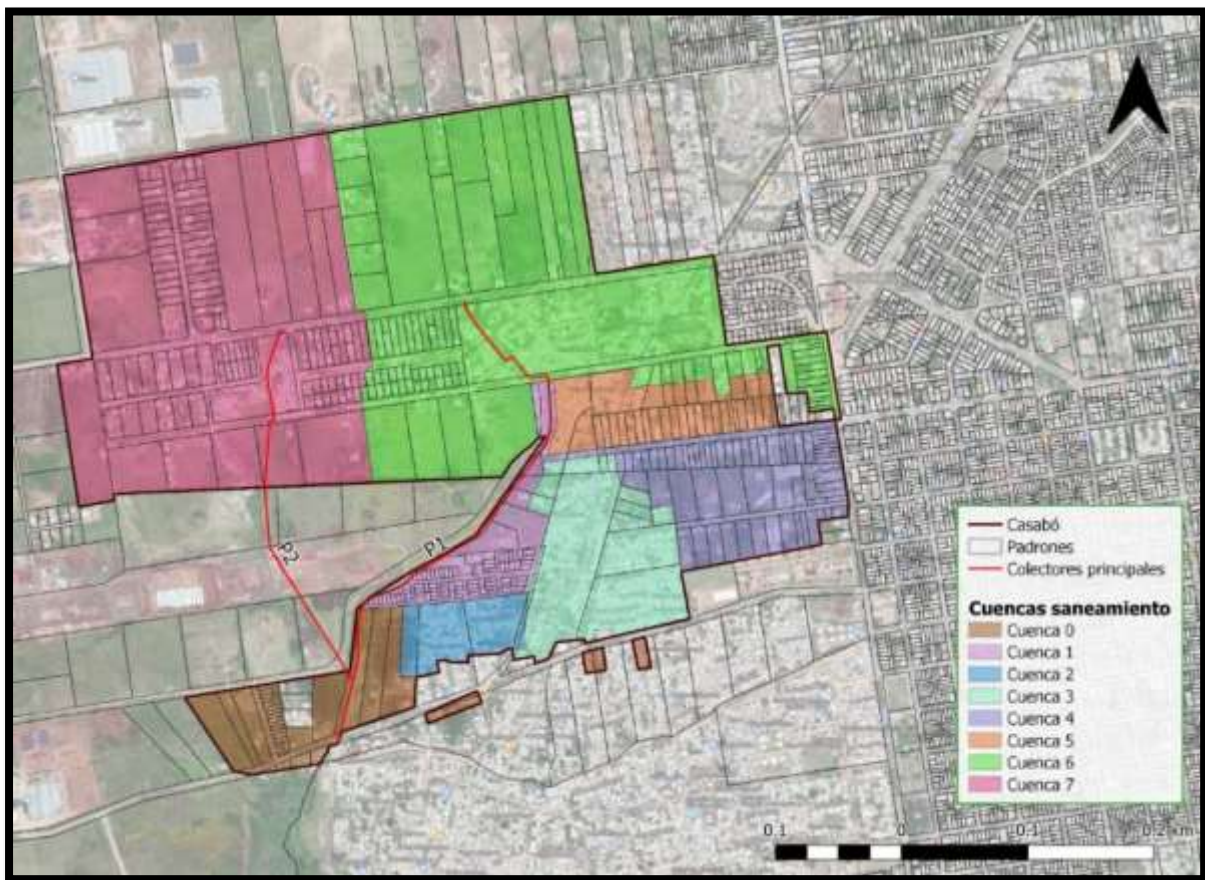 P1
P2
Casabó
Padrones
Colectores principales
Cuencas saneamiento
Cuenca 0
Cuenca 1
Cuenca 2
Cuenca 3
Cuenca 4
Cuenca 5
Cuenca 6
Cuenca 7
0.1 0 0.1 0.2 km